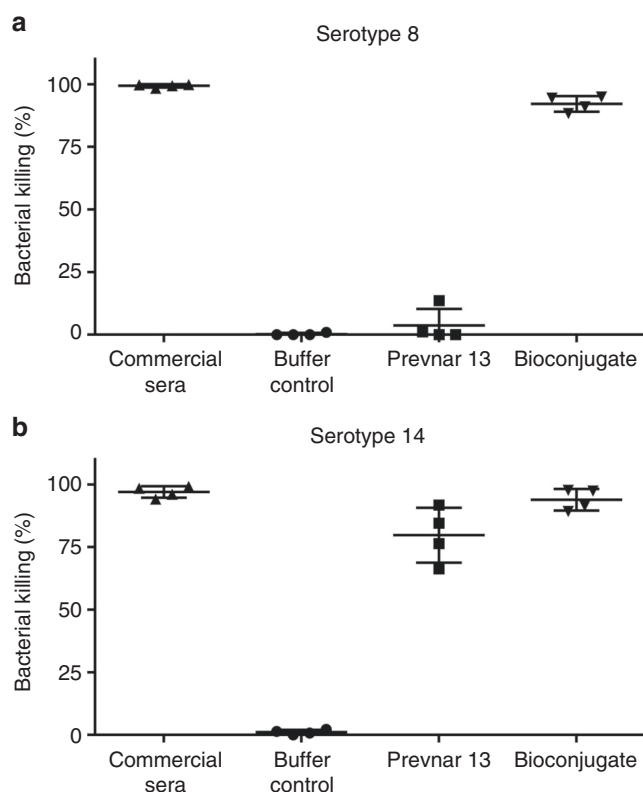 a
Serotype 8
Bacterial killing (%)
100
75
50
25
0
Commercial
sera
Buffer
control
Prevnar 13
Bioconjugate
b
Serotype 14
Bacterial killing (%)
100
75
50
25
0
Commercial
sera
Buffer
control
Prevnar 13
Bioconjugate